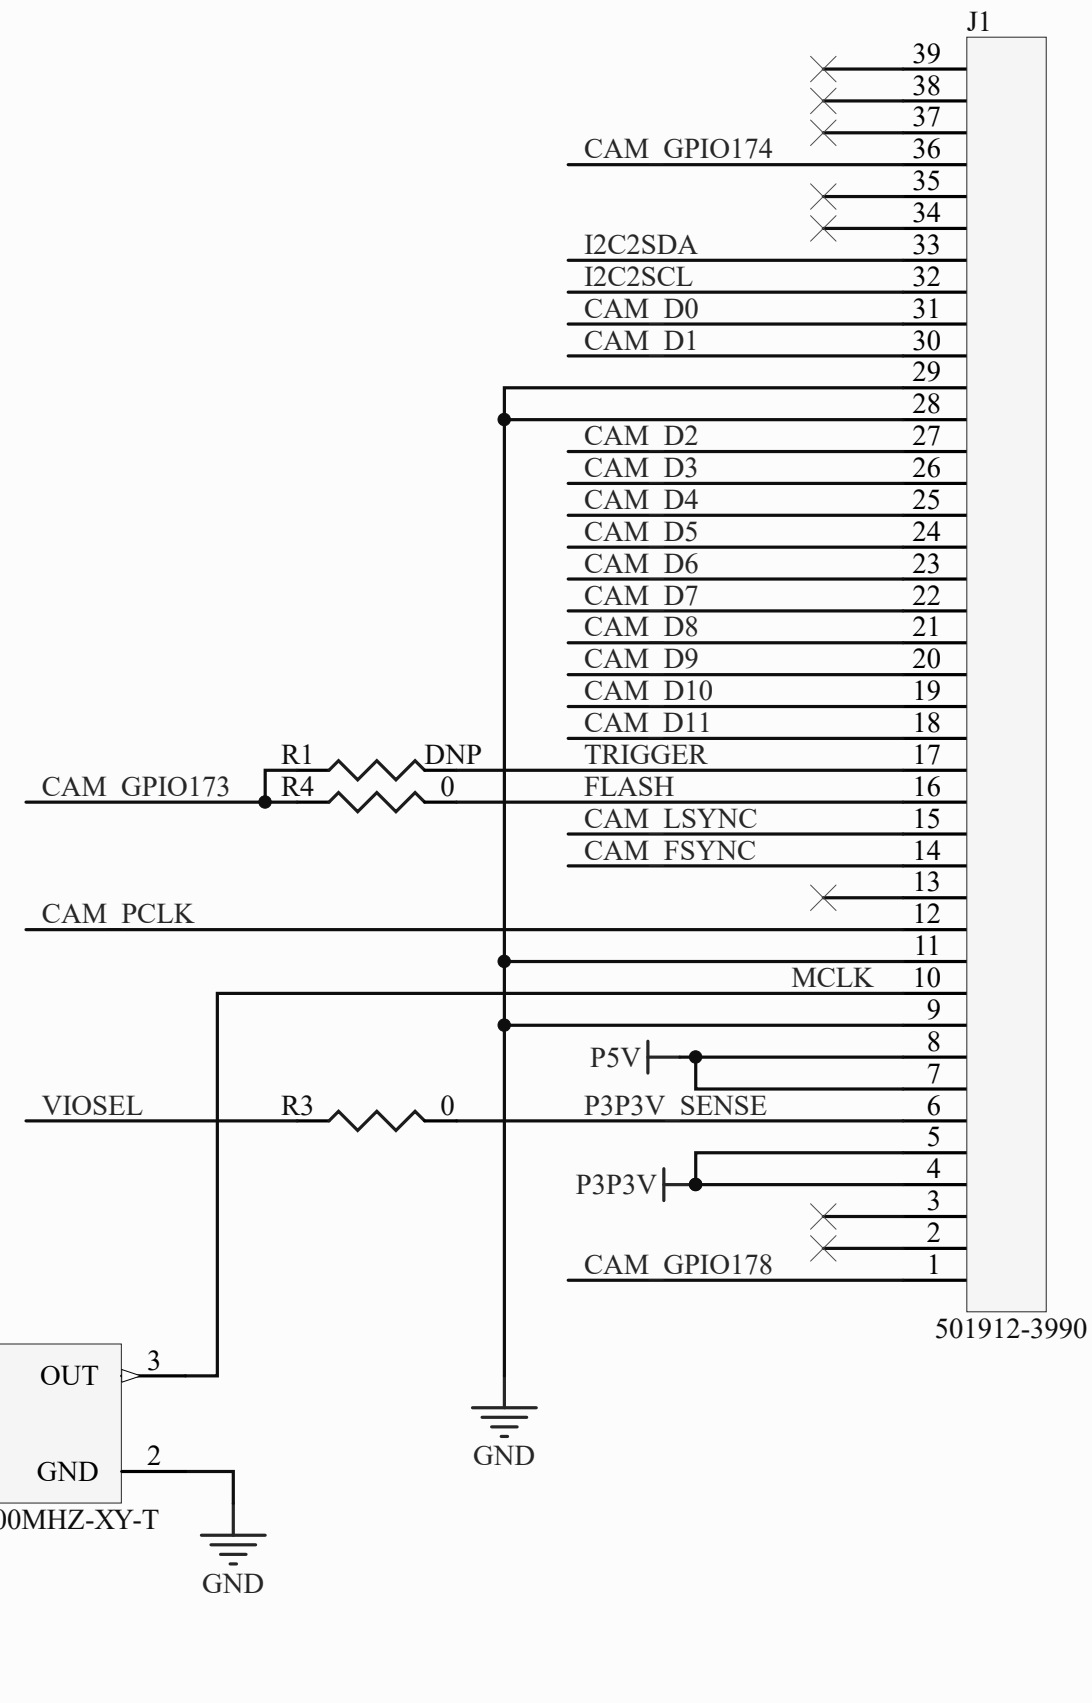 J1
39
38
37
CAM GPIO174 36
35
34
I2C2SDA 33
I2C2SCL 32
CAM D0 31
CAM D1 30
29
28
CAM D2 27
CAM D3 26
CAM D4 25
CAM D5 24
CAM D6 23
CAM D7 22
CAM D8 21
CAM D9 20
CAM D10 19
CAM D11 18
R1 DNP TRIGGER 17
CAM GPIO173 R4 0 FLASH 16
CAM LSYNC 15
CAM FSYNC 14
13
CAM PCLK 12
11
MCLK 10
9
P5V 8
7
VIOSEL R3 0 P3P3V SENSE 6
5
P3P3V 4
3
2
CAM GPIO178 1
501912-3990
OUT 3
GND
GND 2
00MHZ-XY-T
GND